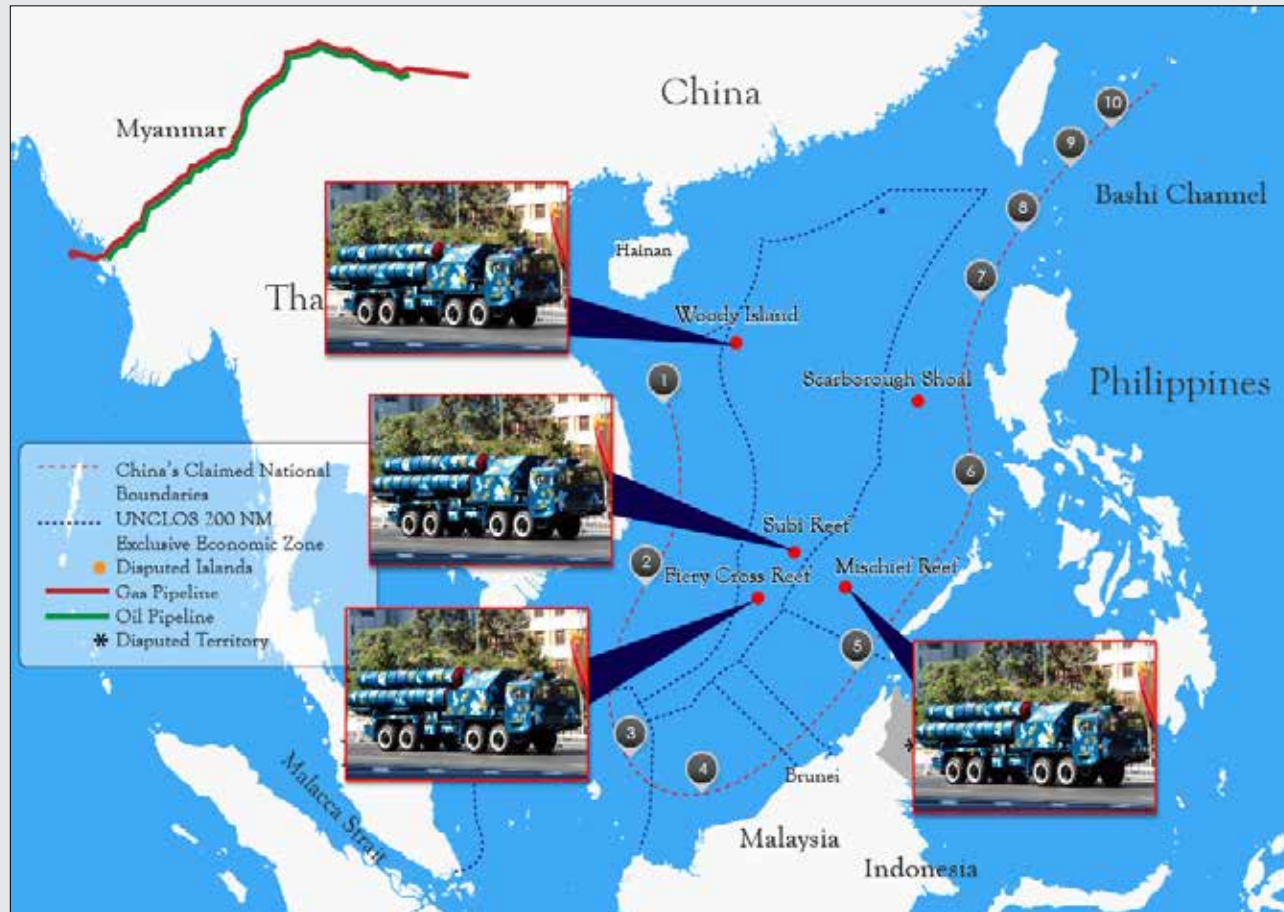 China
Myanmar
10
9
Bashi Channel
8
Hainan
7
Tha
Woody Island
1
Scarborough Shoal
Philippines
6
China's Claimed National
Boundaries
UNCLOS 200 NM
Exclusive Economic Zone
Disputed Islands
Gas Pipeline
Oil Pipeline
* Disputed Territory
Subi Reef
2
Fiery Cross Reef
Mischief Reef
5
3
*
4
Brunei
Malacca Strait
Malaysia
Indonesia